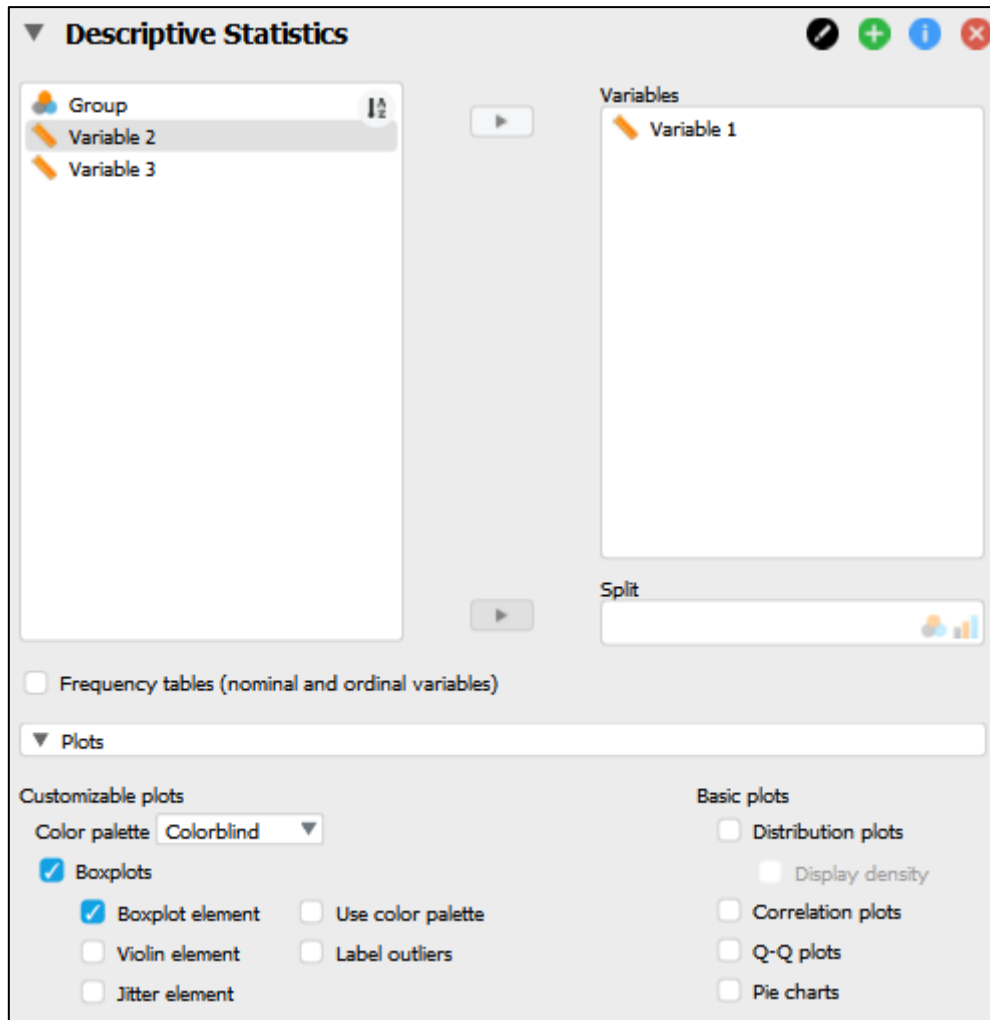 Descriptive Statistics
Group
Variable 2
Variable 3
Variables
Variable 1
Split
Frequency tables (nominal and ordinal variables)
Plots
Customizable plots
Color palette Colorblind
Boxplots
Boxplot element Use color palette
Violin element Label outliers
Jitter element
Basic plots
Distribution plots
Display density
Correlation plots
Q-Q plots
Pie charts